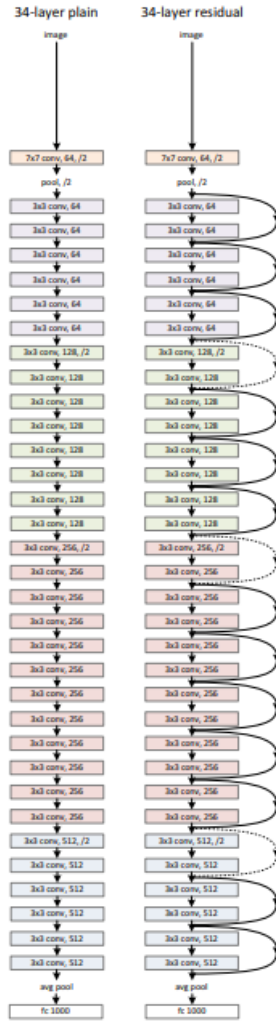 34-layer plain
image
7x7 conv, 64, /2
pool, /2
3x3 conv, 64
3x3 conv, 64
3x3 conv, 64
3x3 conv, 64
3x3 conv, 64
3x3 conv, 64
3x3 conv, 128, /2
3x3 conv, 128
3x3 conv, 128
3x3 conv, 128
3x3 conv, 128
3x3 conv, 128
3x3 conv, 128
3x3 conv, 128
3x3 conv, 256, /2
3x3 conv, 256
3x3 conv, 256
3x3 conv, 256
3x3 conv, 256
3x3 conv, 256
3x3 conv, 256
3x3 conv, 256
3x3 conv, 256
3x3 conv, 256
3x3 conv, 256
3x3 conv, 256
3x3 conv, 512, /2
3x3 conv, 512
3x3 conv, 512
3x3 conv, 512
3x3 conv, 512
3x3 conv, 512
avg pool
fc 1000
34-layer residual
image
7x7 conv, 64, /2
pool, /2
3x3 conv, 64
3x3 conv, 64
3x3 conv, 64
3x3 conv, 64
3x3 conv, 64
3x3 conv, 64
3x3 conv, 128, /2
3x3 conv, 128
3x3 conv, 128
3x3 conv, 128
3x3 conv, 128
3x3 conv, 128
3x3 conv, 128
3x3 conv, 128
3x3 conv, 256, /2
3x3 conv, 256
3x3 conv, 256
3x3 conv, 256
3x3 conv, 256
3x3 conv, 256
3x3 conv, 256
3x3 conv, 256
3x3 conv, 256
3x3 conv, 256
3x3 conv, 256
3x3 conv, 256
3x3 conv, 512, /2
3x3 conv, 512
3x3 conv, 512
3x3 conv, 512
3x3 conv, 512
3x3 conv, 512
avg pool
fc 1000